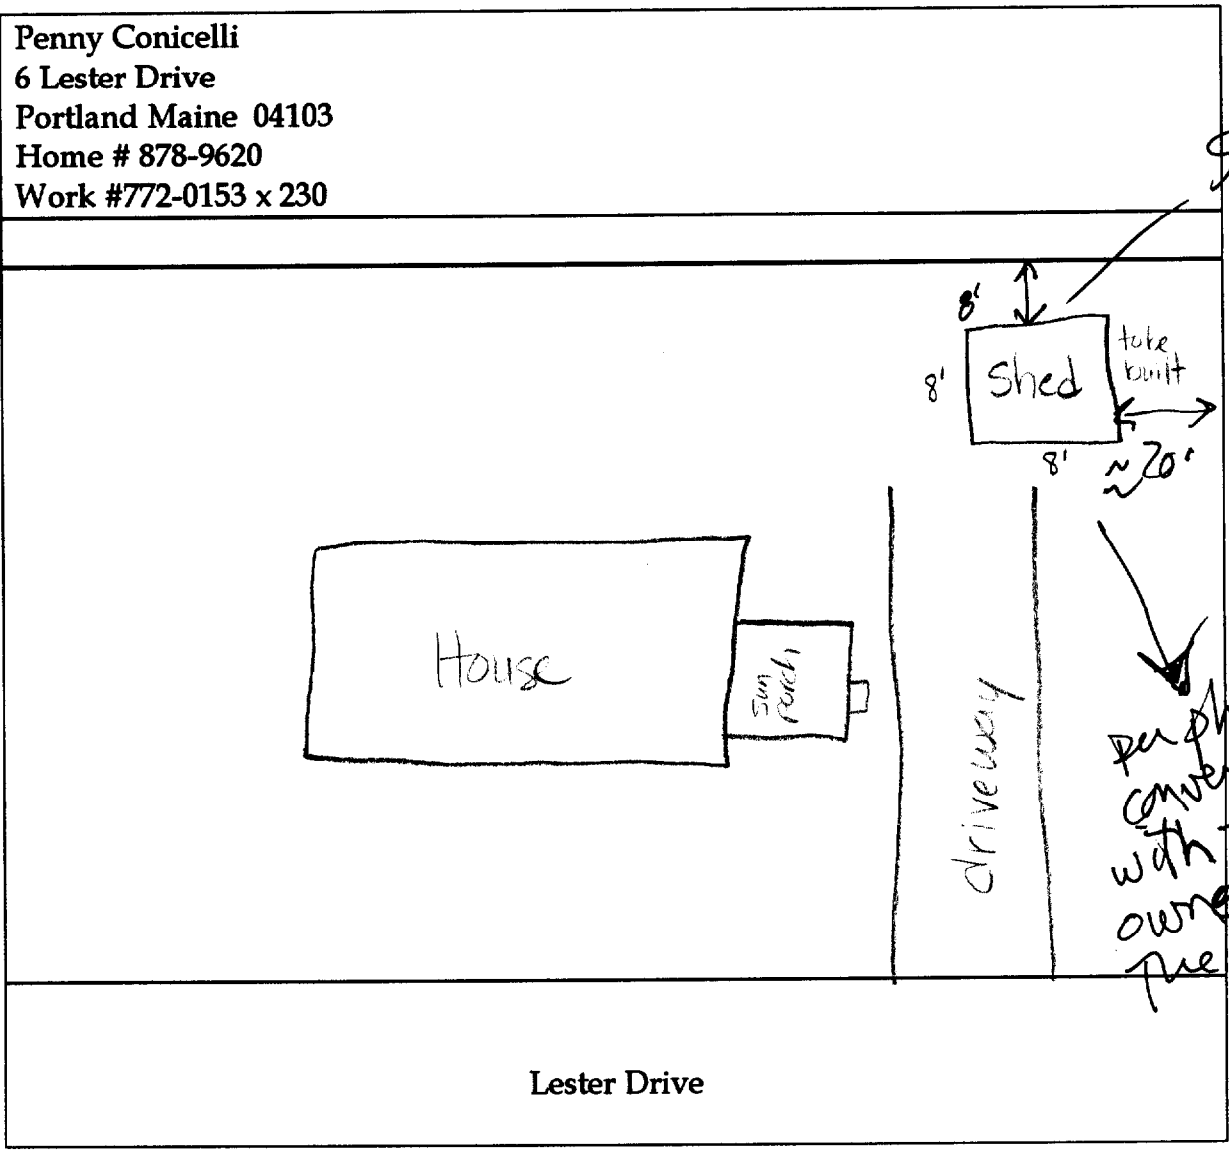 Penny Conicelli
6 Lester Drive
Portland Maine 04103
Home # 878-9620
Work #772-0153 x 230
8'
Shed
to be
built
8'
8'
≈ 20'
House
sun
porch
driveway
per
with
Lester Drive